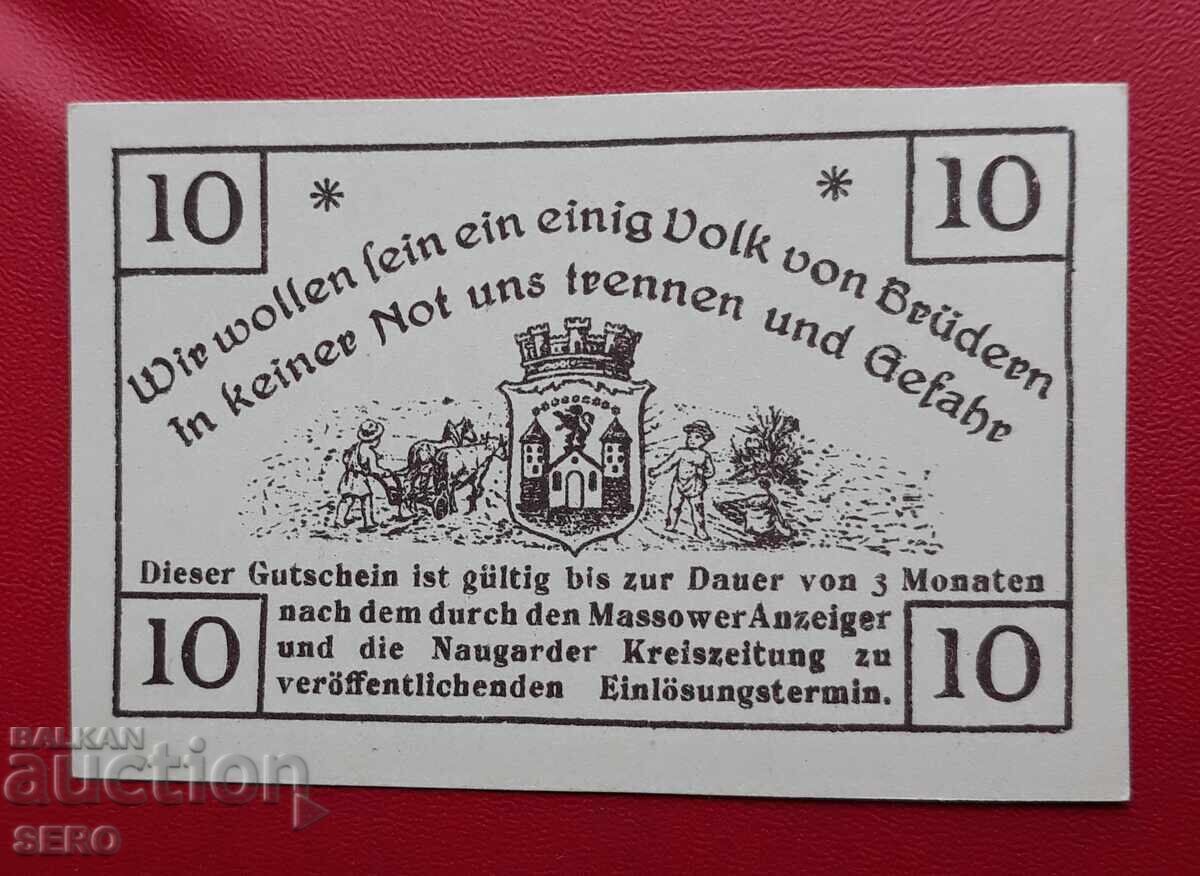 10 * * 10
Wir wollen sein ein einig Volk von Brüdern
In keiner Not uns trennen und Gefahr
Dieser Gutschein ist gültig bis zur Dauer von 3 Monaten
nach dem durch den Massower Anzeiger
und die Naugarder Kreiszeitung zu
veröffentlichenden Einlösungstermin.
10 10
BALKAN
auction
SERO